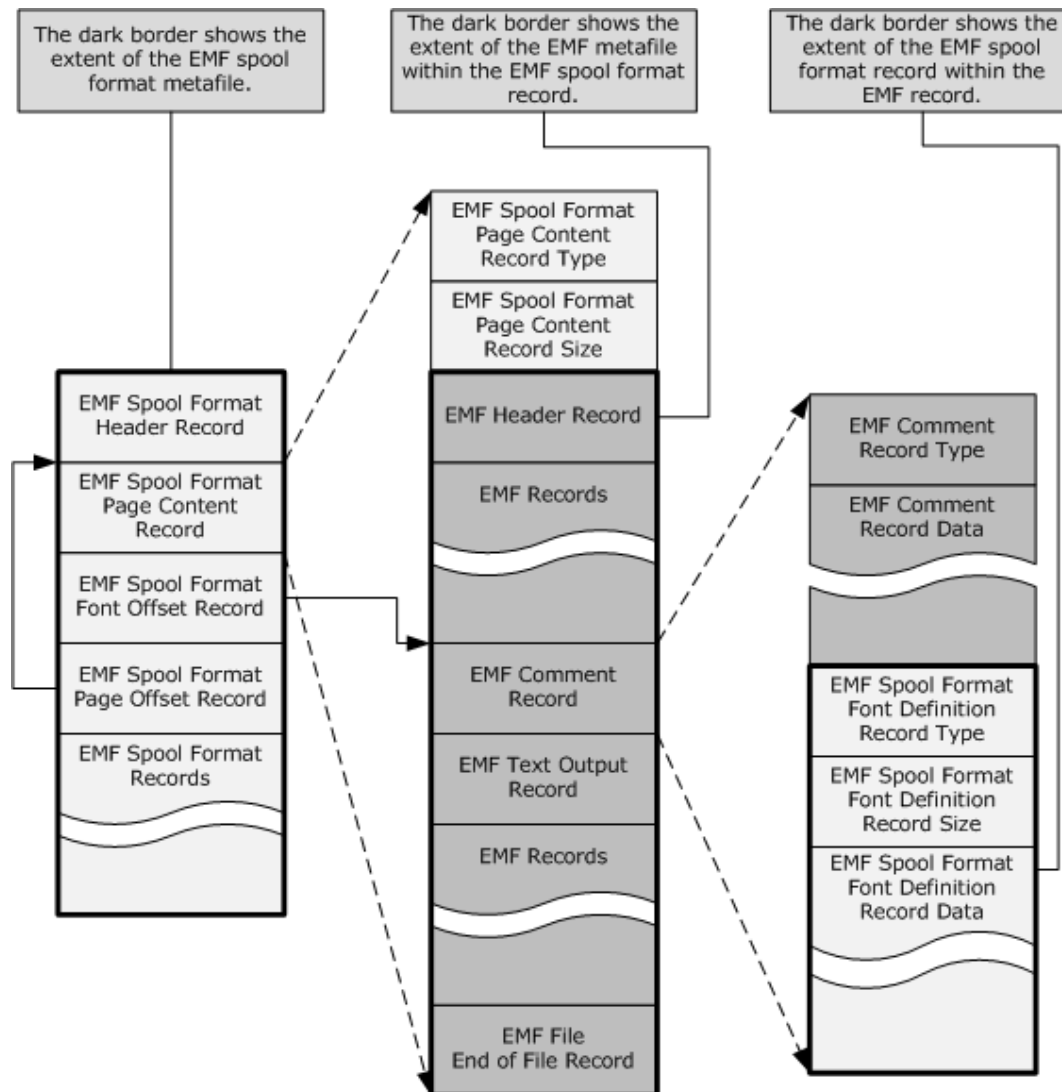 The dark border shows the
extent of the EMF spool
format metafile.
The dark border shows the
extent of the EMF metafile
within the EMF spool format
record.
The dark border shows the
extent of the EMF spool
format record within the
EMF record.
EMF Spool Format
Header Record
EMF Spool Format
Page Content
Record
EMF Spool Format
Font Offset Record
EMF Spool Format
Page Offset Record
EMF Spool Format
Records
EMF Spool Format
Page Content
Record Type
EMF Spool Format
Page Content
Record Size
EMF Header Record
EMF Records
EMF Comment
Record
EMF Text Output
Record
EMF Records
EMF File
End of File Record
EMF Comment
Record Type
EMF Comment
Record Data
EMF Spool Format
Font Definition
Record Type
EMF Spool Format
Font Definition
Record Size
EMF Spool Format
Font Definition
Record Data